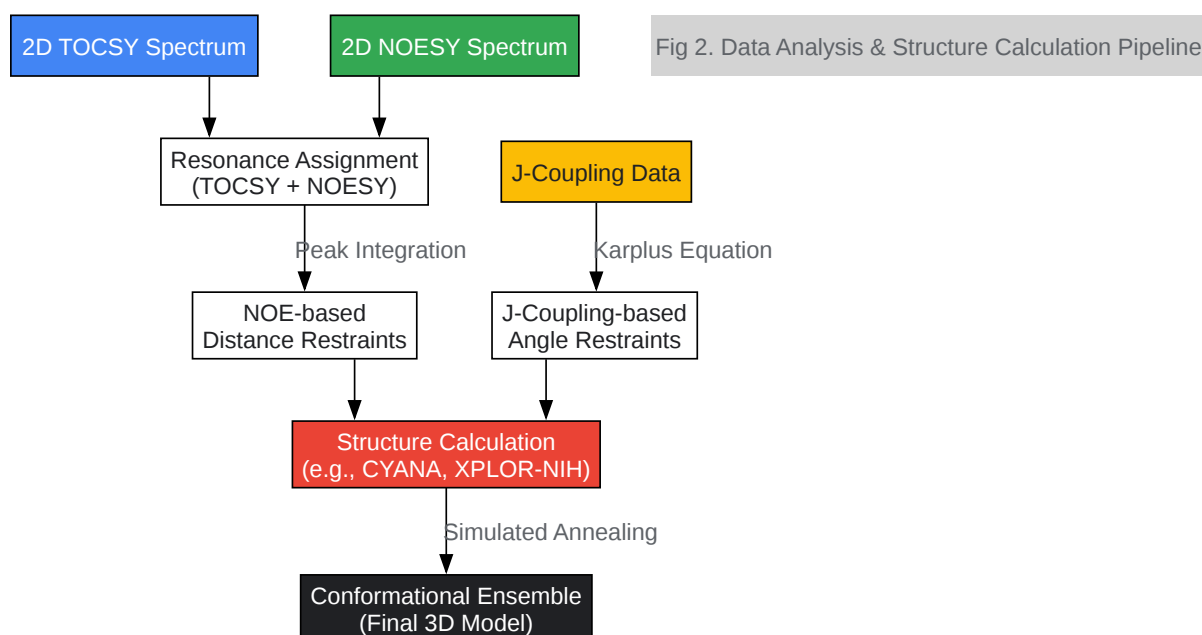 2D TOCSY Spectrum
2D NOESY Spectrum
Fig 2. Data Analysis & Structure Calculation Pipeline
Resonance Assignment
(TOCSY + NOESY)
J-Coupling Data
Peak Integration
Karplus Equation
NOE-based
Distance Restraints
J-Coupling-based
Angle Restraints
Structure Calculation
(e.g., CYANA, XPLOR-NIH)
Simulated Annealing
Conformational Ensemble
(Final 3D Model)